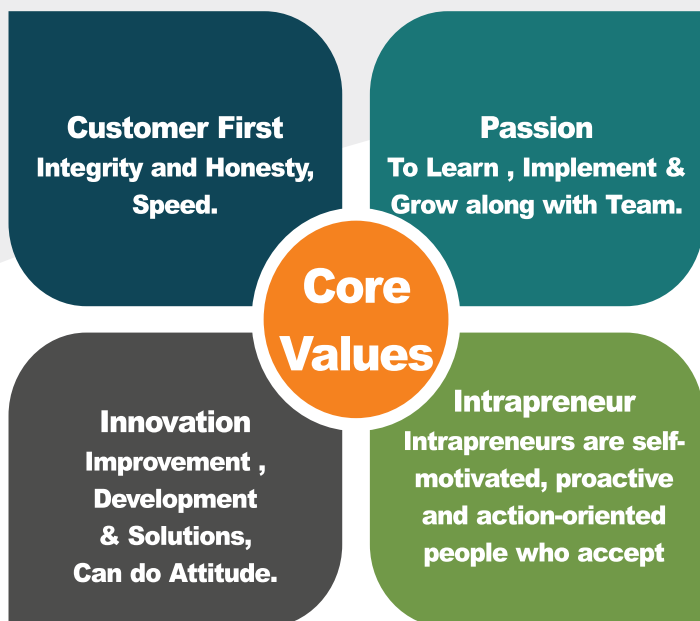 Customer First
Integrity and Honesty,
Speed.
Passion
To Learn , Implement &
Grow along with Team.
Core
Values
Innovation
Improvement ,
Development
& Solutions,
Can do Attitude.
Intrapreneur
Intrapreneurs are self-
motivated, proactive
and action-oriented
people who accept